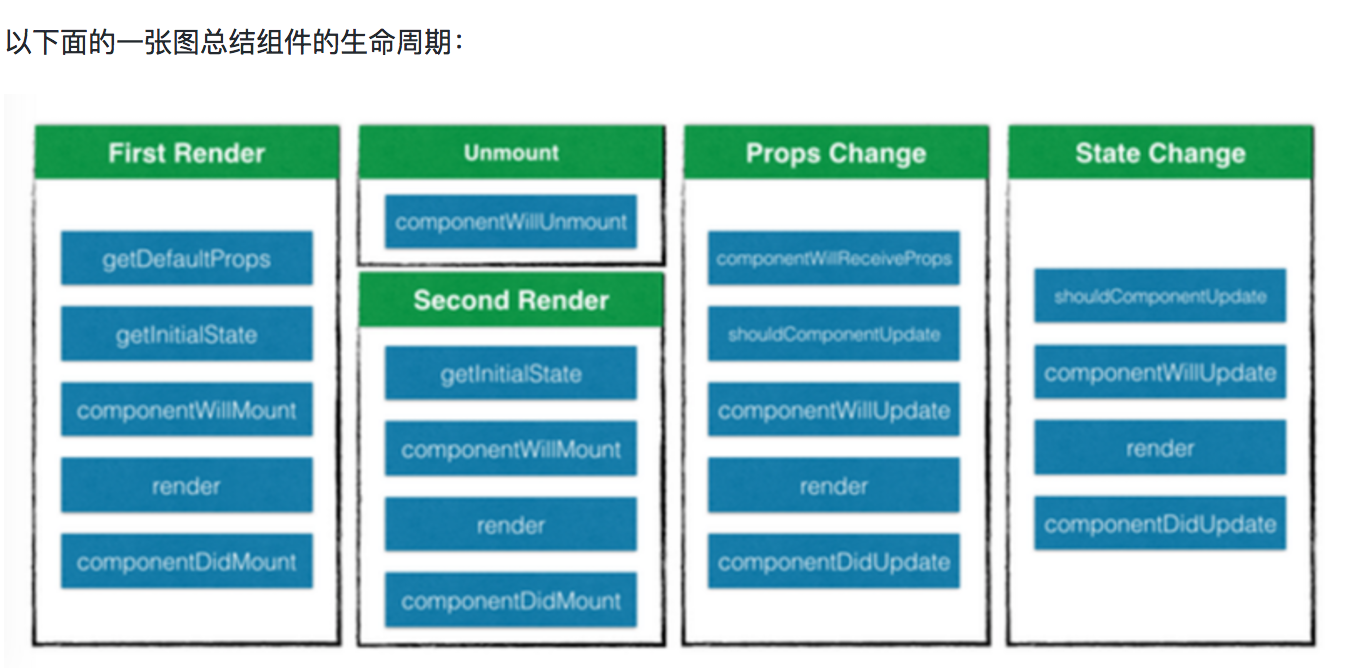 以下面的一张图总结组件的生命周期：
First Render
getDefaultProps
getInitialState
componentWillMount
render
componentDidMount
Unmount
componentWillUnmount
Second Render
getInitialState
componentWillMount
render
componentDidMount
Props Change
componentWillReceiveProps
shouldComponentUpdate
componentWillUpdate
render
componentDidUpdate
State Change
shouldComponentUpdate
componentWillUpdate
render
componentDidUpdate